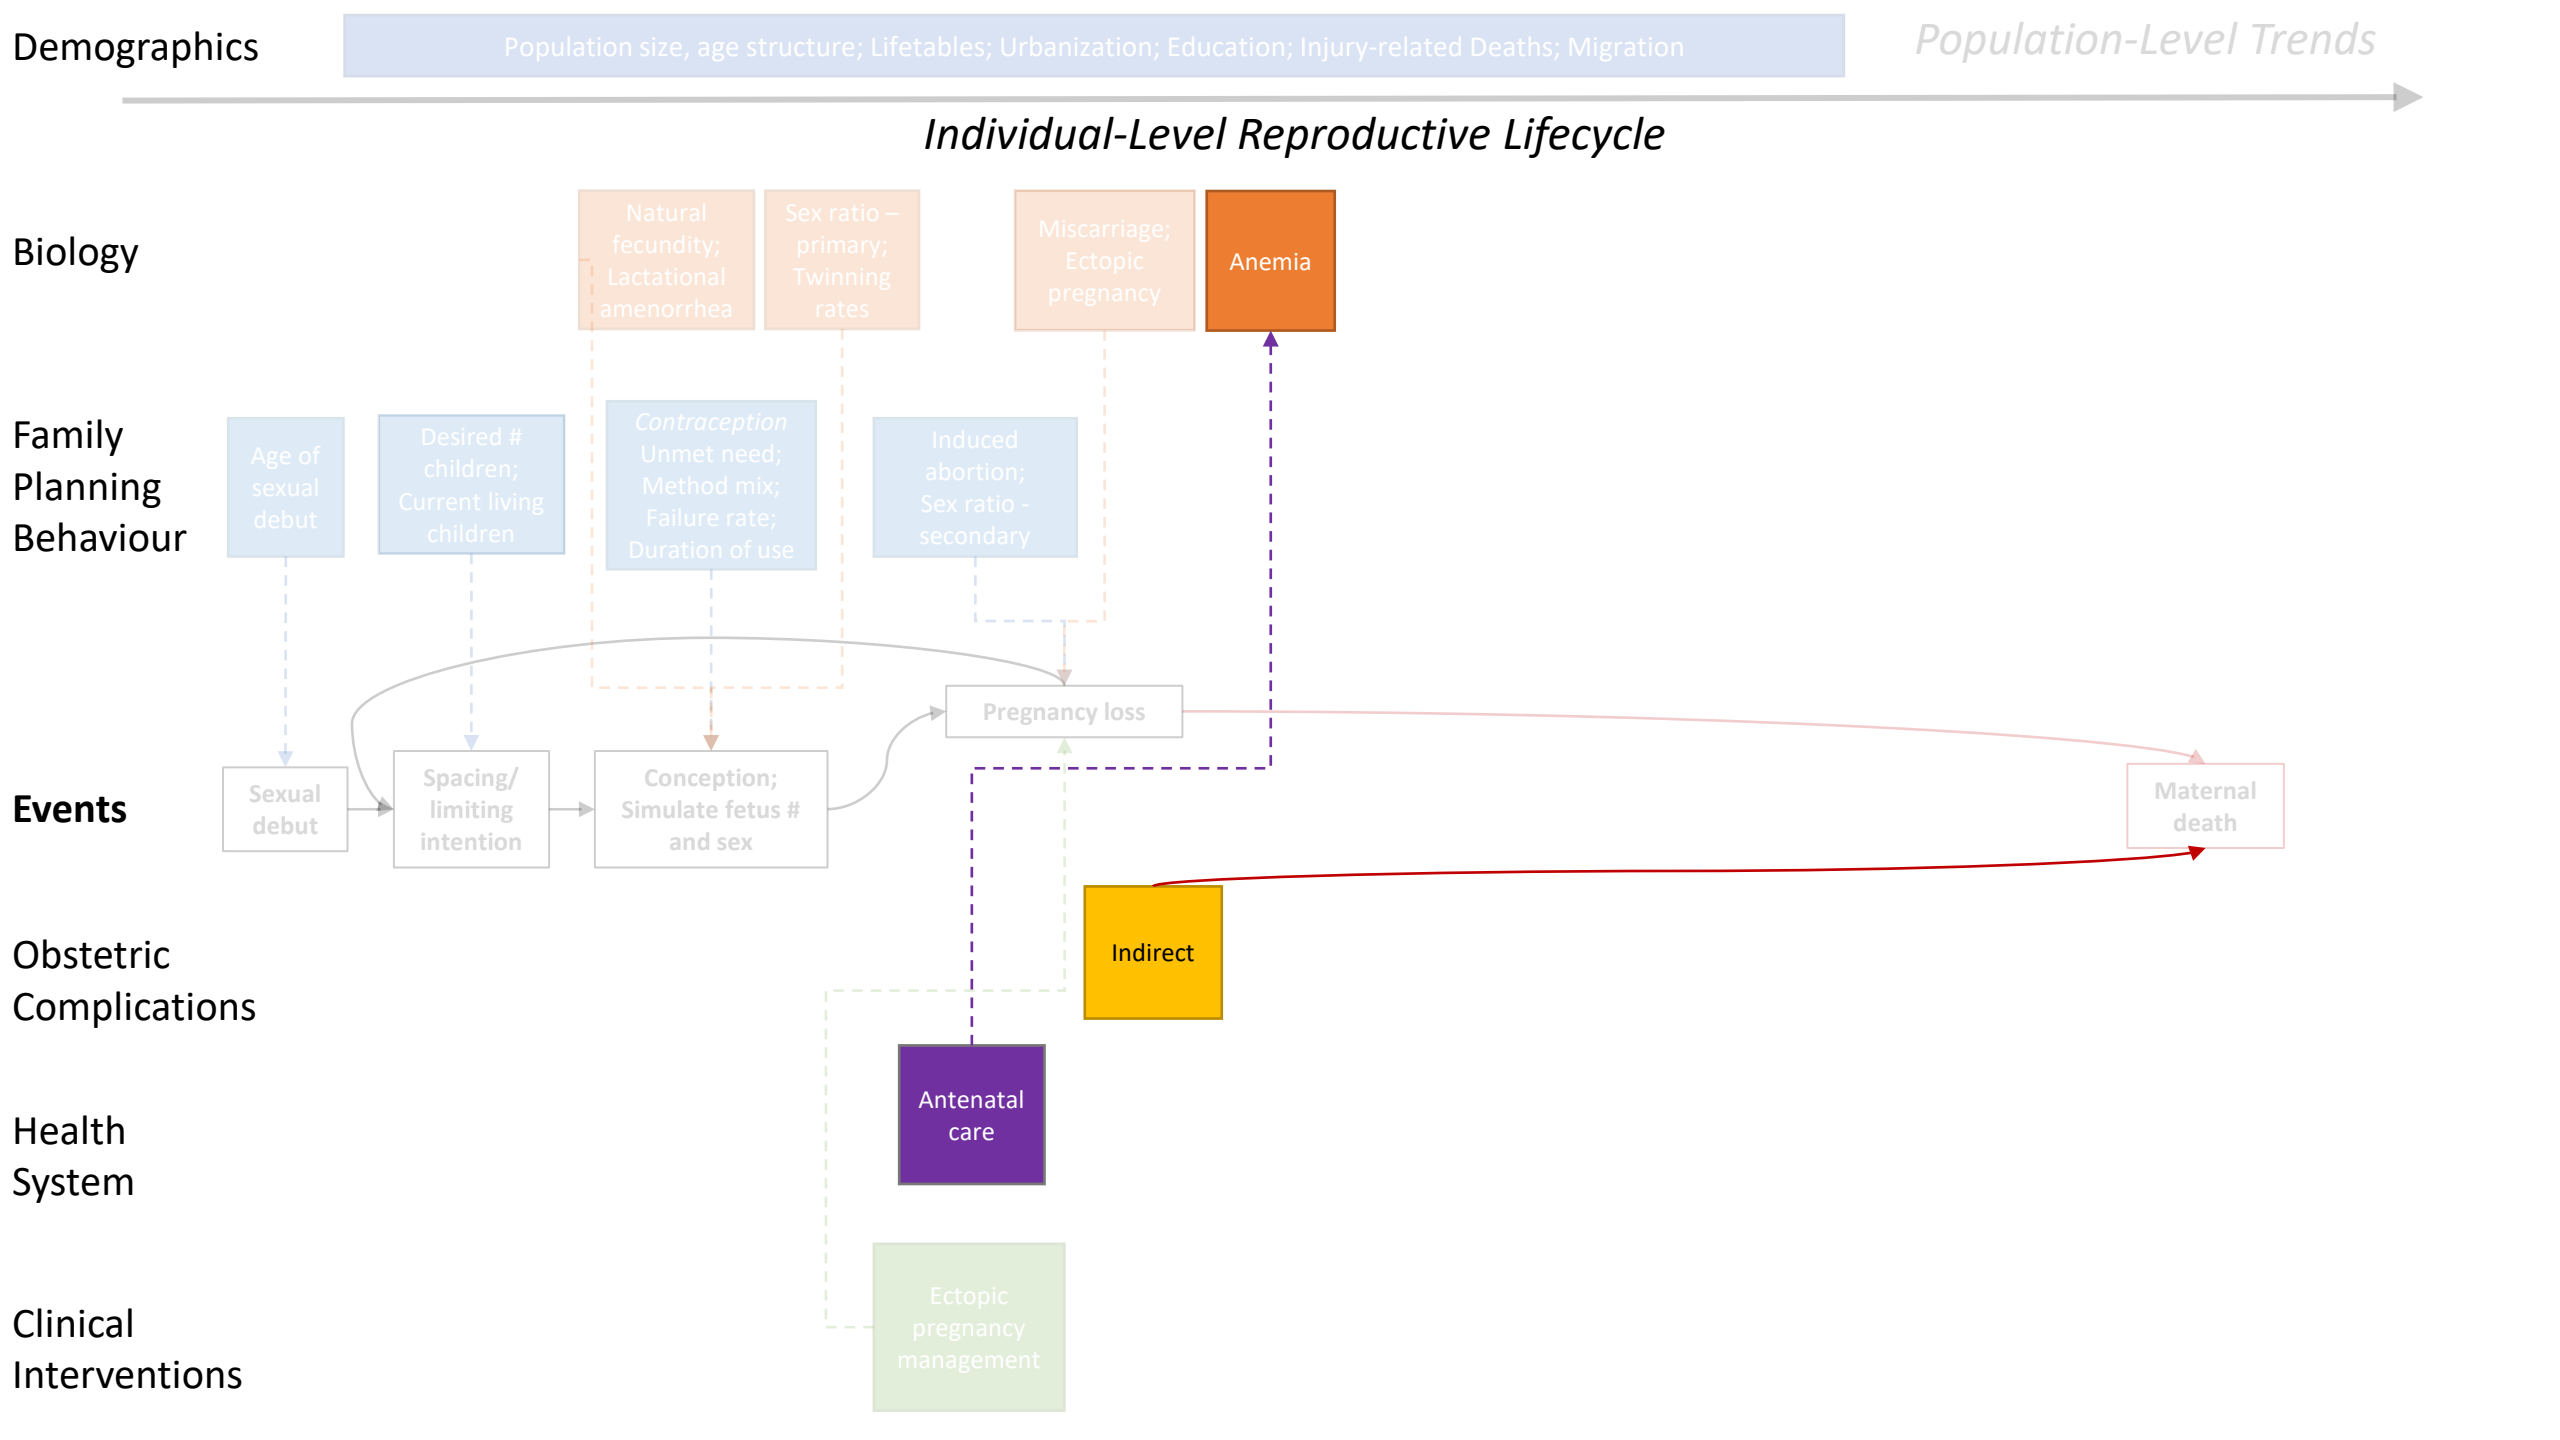 Demographics
Population size, age structure; Lifetables; Urbanization; Education; Injury-related Deaths; Migration
Population-Level Trends
Individual-Level Reproductive Lifecycle
Biology
Natural
fecundity;
Lactational
amenorrhea
Sex ratio –
primary;
Twinning
rates
Miscarriage;
Ectopic
pregnancy
Anemia
Family
Planning
Behaviour
Age of
sexual
debut
Desired #
children;
Current living
children
Contraception
Unmet need;
Method mix;
Failure rate;
Duration of use
Induced
abortion;
Sex ratio -
secondary
Events
Sexual
debut
Spacing/
limiting
intention
Conception;
Simulate fetus #
and sex
Pregnancy loss
Maternal
death
Obstetric
Complications
Indirect
Health
System
Antenatal
care
Clinical
Interventions
Ectopic
pregnancy
management